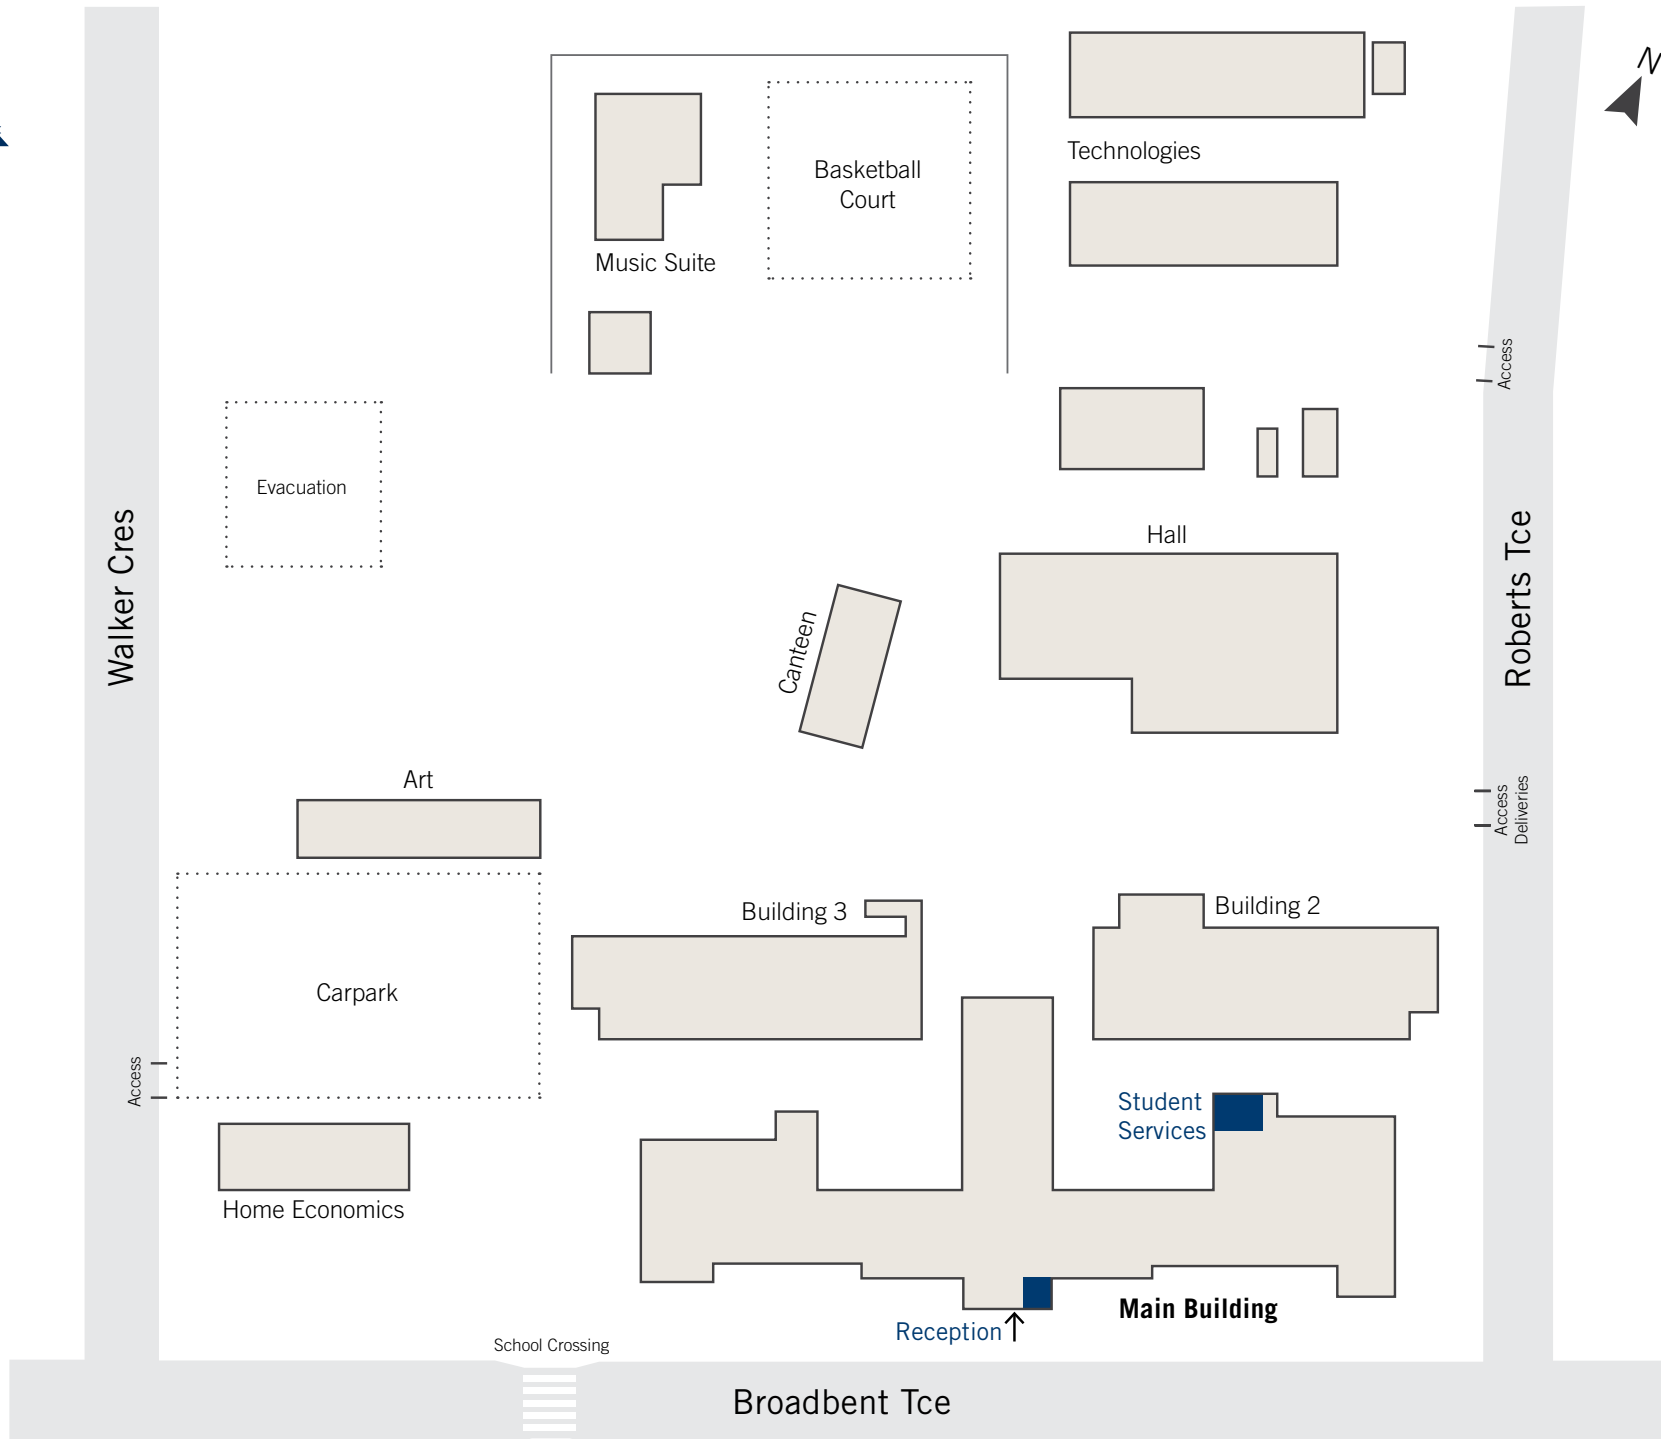 N
Technologies
Basketball
Court
Music Suite
Access
Evacuation
Hall
Walker Cres
Roberts Tce
Canteen
Art
Access
Deliveries
Building 3
Building 2
Carpark
Access
Student
Services
Home Economics
Main Building
Reception
School Crossing
Broadbent Tce